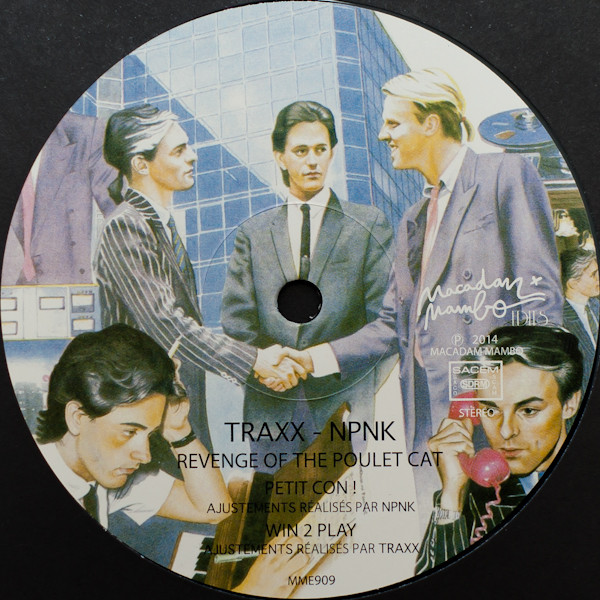 Macadam x
Mambo EDITS
Ⓟ 2014
MACADAM MAMBO
SACEM
SDRM
STEREO
TRAXX - NPNK
REVENGE OF THE POULET CAT
PETIT CON !
AJUSTEMENTS RÉALISÉS PAR NPNK
WIN 2 PLAY
AJUSTEMENTS RÉALISÉS PAR TRAXX
MME909